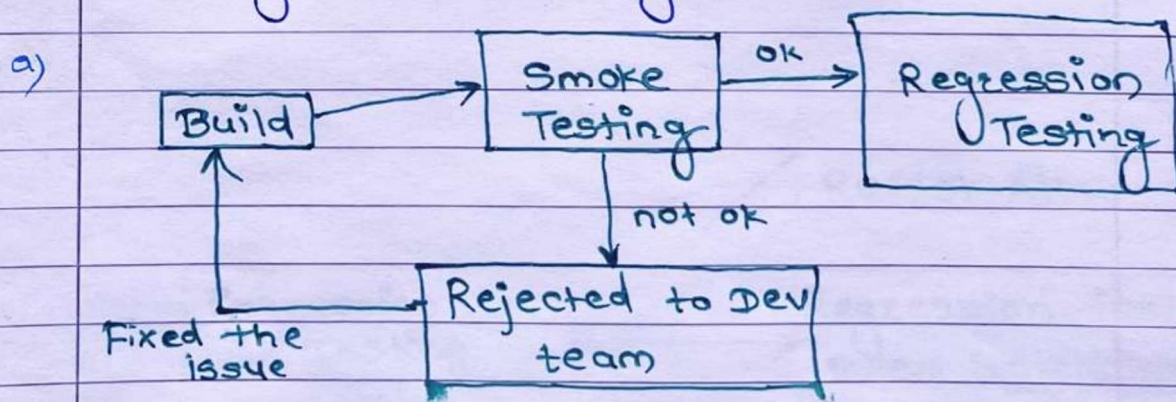 a)
Build
Smoke
Testing
ok
Regression
Testing
not ok
Rejected to Dev
team
Fixed the
issue